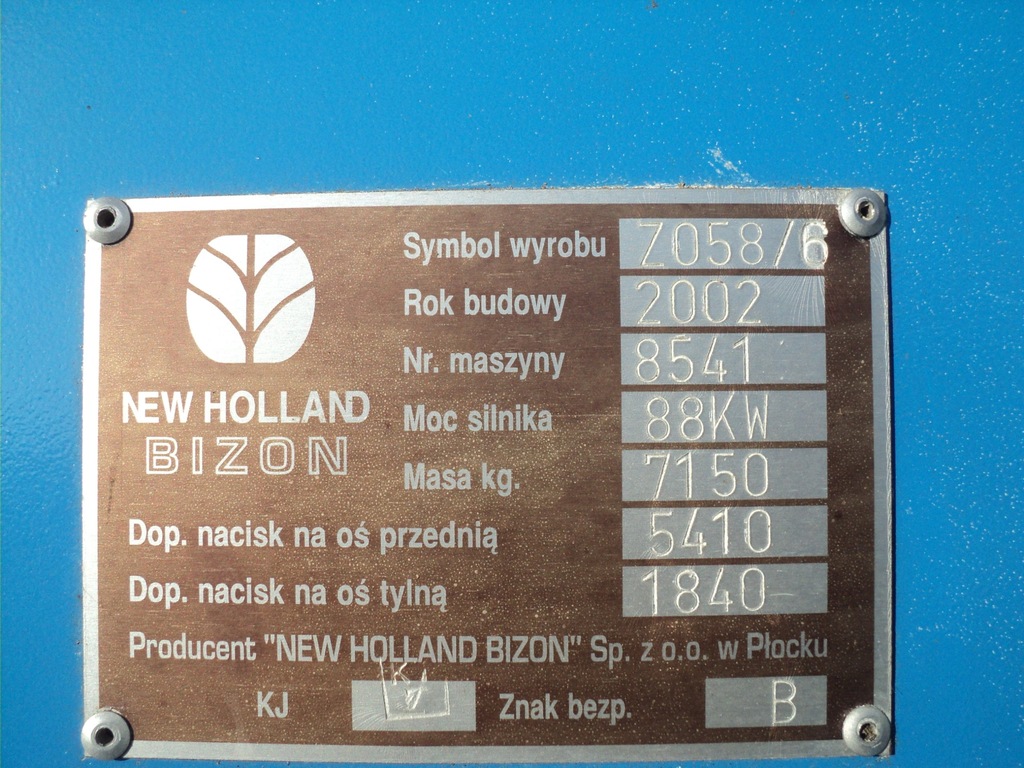 NEW HOLLAND
BIZON
Symbol wyrobu Z058/6
Rok budowy 2002
Nr. maszyny 8541
Moc silnika 88KW
Masa kg. 7150
Dop. nacisk na oś przednią 5410
Dop. nacisk na oś tylną 1840
Producent "NEW HOLLAND BIZON" Sp. z o.o. w Płocku
KJ Znak bezp. B